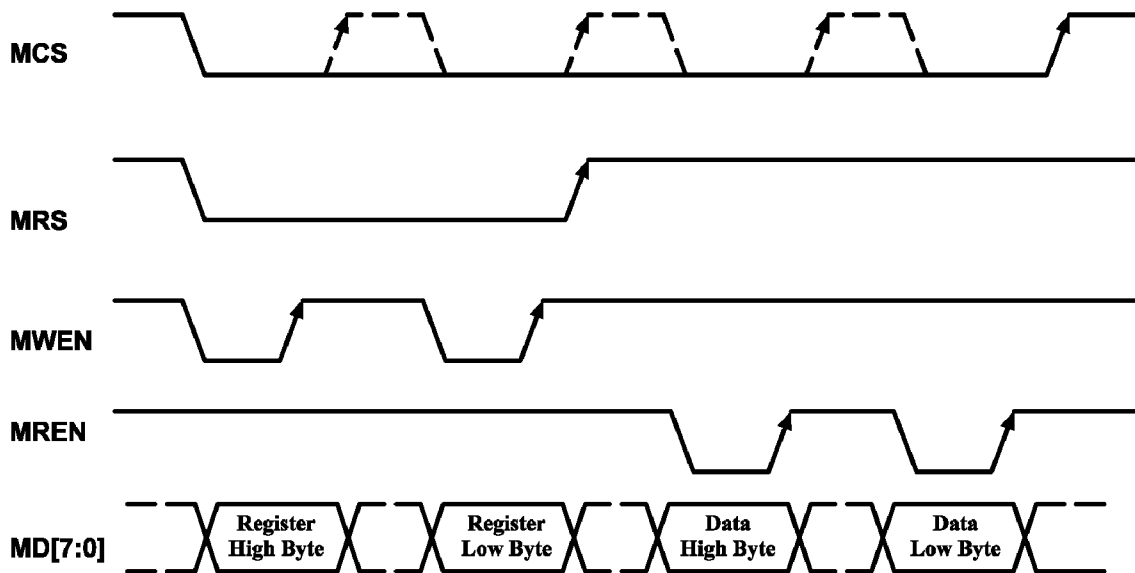 MCS
MRS
MWEN
MREN
MD[7:0]
Register
High Byte
Register
Low Byte
Data
High Byte
Data
Low Byte